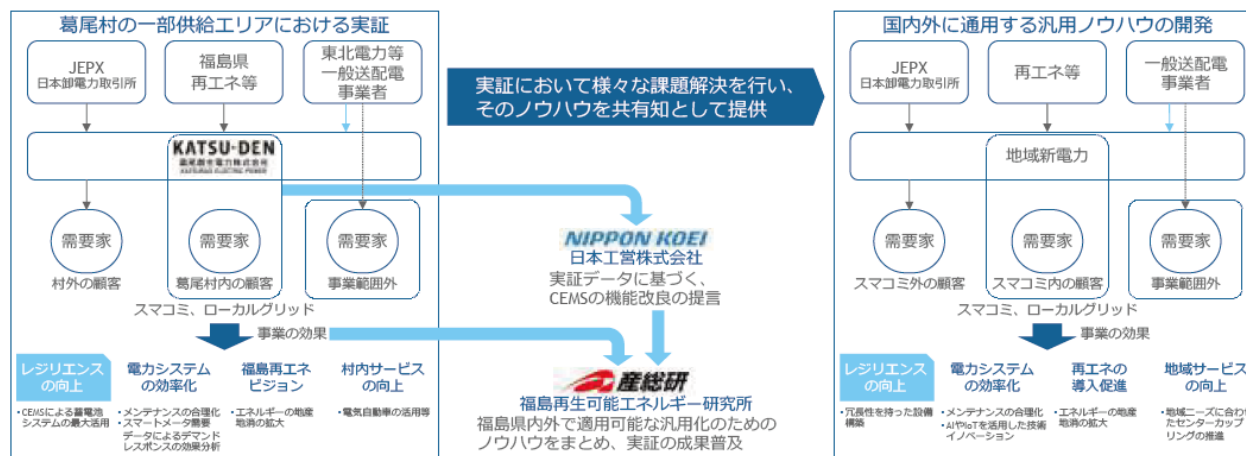 葛尾村の一部供給エリアにおける実証
JEPX
日本卸電力取引所
福島県
再エネ等
東北電力等
一般送配電
事業者
KATSU-DEN
葛尾創生電力株式会社
KATSURAO ELECTRIC POWER
需要家
村外の顧客
需要家
葛尾村内の顧客
需要家
事業範囲外
スマコミ、ローカルグリッド
事業の効果
レジリエンス
の向上
・CEMSによる蓄電池
システムの最大活用
電力システム
の効率化
・メンテナンスの合理化
・スマートメータ需要
データによるデマンド
レスポンスの効果分析
福島再エネ
ビジョン
・エネルギーの地産
地消の拡大
村内サービス
の向上
・電気自動車の活用等
実証において様々な課題解決を行い、
そのノウハウを共有知として提供
NIPPON KOEI
日本工営株式会社
実証データに基づく、
CEMSの機能改良の提言
産総研
福島再生可能エネルギー研究所
福島県内外で適用可能な汎用化のための
ノウハウをまとめ、実証の成果普及
国内外に通用する汎用ノウハウの開発
JEPX
日本卸電力取引所
再エネ等
一般送配電
事業者
地域新電力
需要家
スマコミ外の顧客
需要家
スマコミ内の顧客
需要家
事業範囲外
スマコミ、ローカルグリッド
事業の効果
レジリエンス
の向上
・冗長性を持った設備
構築
電力システム
の効率化
・メンテナンスの合理化
・AIやIoTを活用した技術
イノベーション
再エネの
導入促進
・エネルギーの地産
地消の拡大
地域サービス
の向上
・地域ニーズに合わせ
たセンターカップ
リングの推進